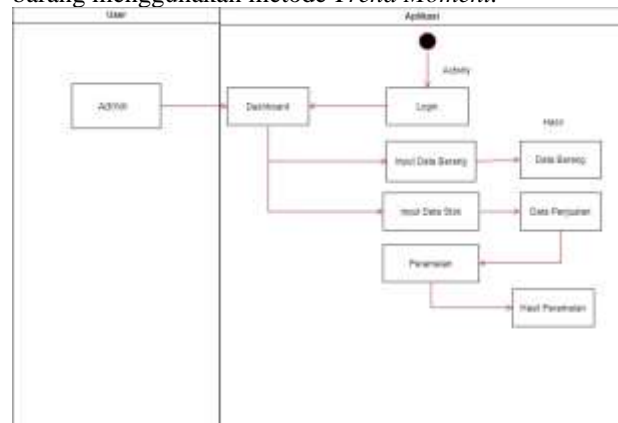 barang menggunakan metode Trend Moment.
User
Aplikasi
Activity
Admin
Dashboard
Login
Hasil
Input Data Barang
Data Barang
Input Data Stok
Data Penjualan
Peramalan
Hasil Peramalan